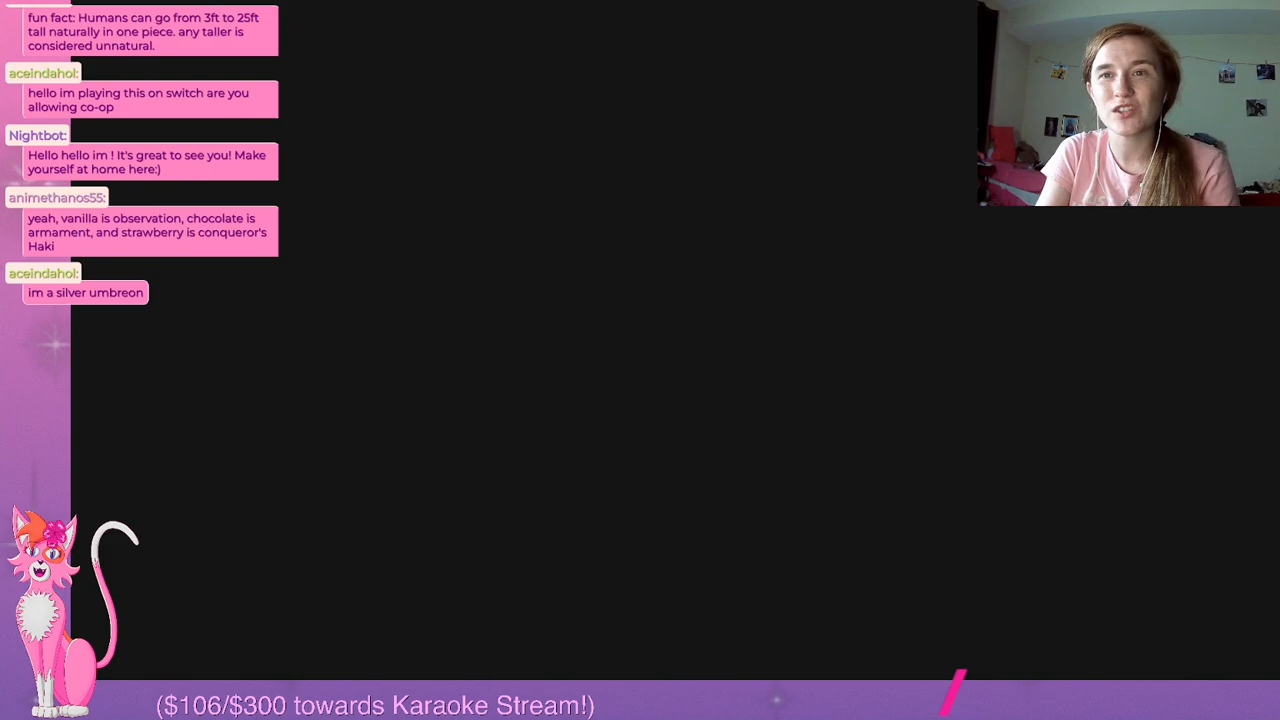 fun fact: Humans can go from 3ft to 25ft
tall naturally in one piece. any taller is
considered unnatural.
aceindahol:
hello im playing this on switch are you
allowing co-op
Nightbot:
Hello hello im ! It's great to see you! Make
yourself at home here:)
animethanos55:
yeah, vanilla is observation, chocolate is
armament, and strawberry is conqueror's
Haki
aceindahol:
im a silver umbreon
($106/$300 towards Karaoke Stream!)
/